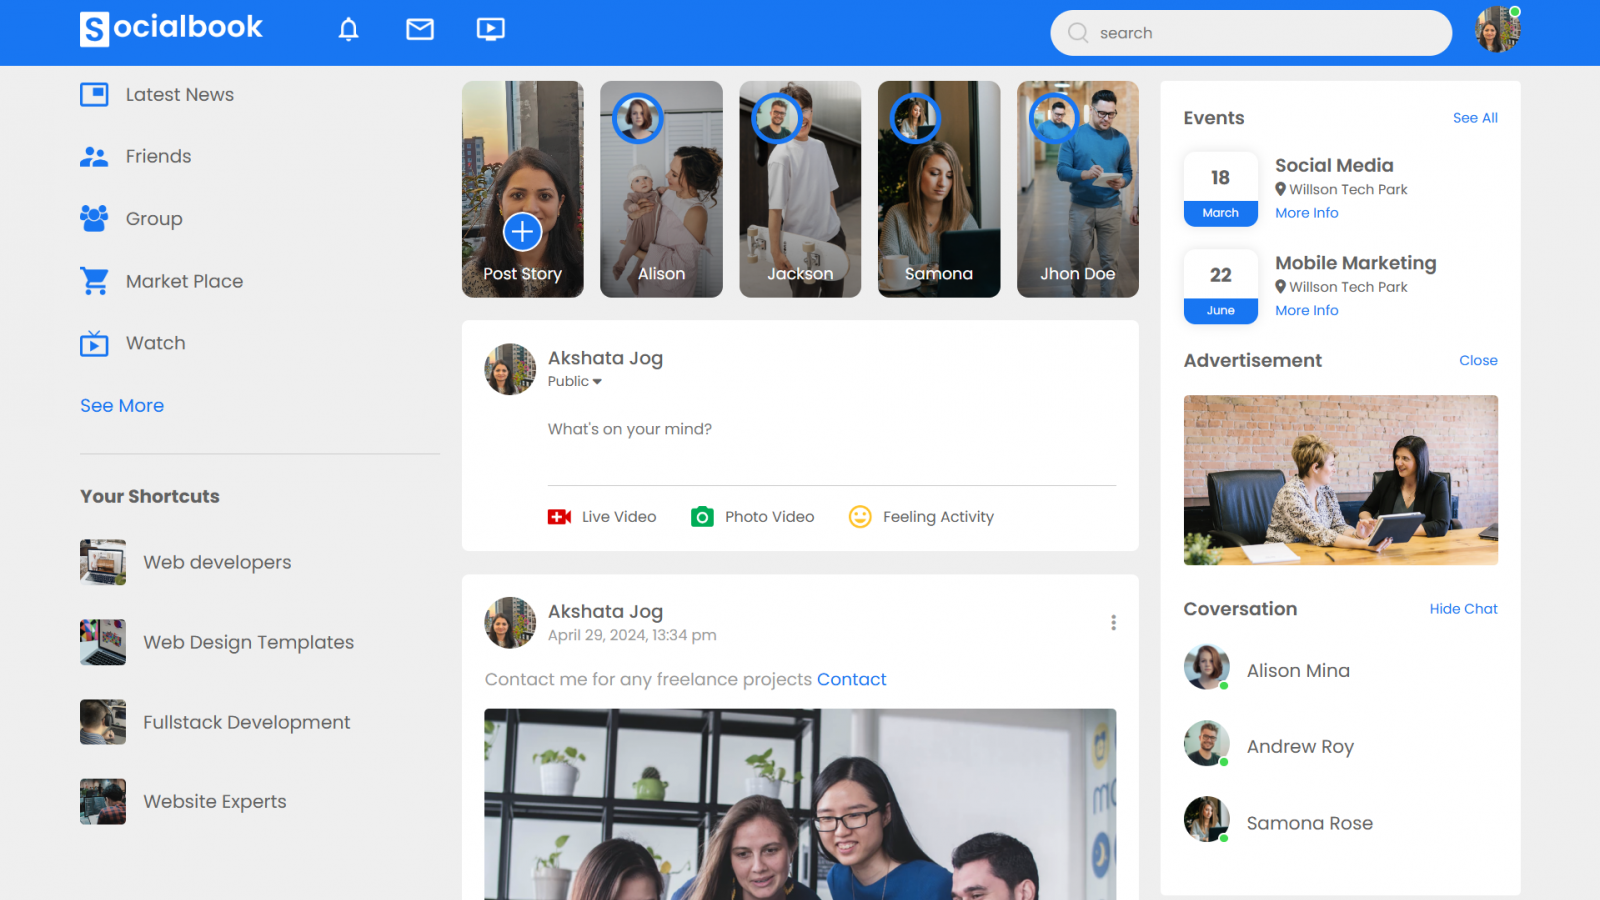 Socialbook
search
Latest News
Friends
Group
Market Place
Watch
See More
Your Shortcuts
Web developers
Web Design Templates
Fullstack Development
Website Experts
Post Story
Alison
Jackson
Samona
Jhon Doe
Akshata Jog
Public
What's on your mind?
Live Video
Photo Video
Feeling Activity
Akshata Jog
April 29, 2024, 13:34 pm
Contact me for any freelance projects Contact
Events
See All
18
March
Social Media
Willson Tech Park
More Info
22
June
Mobile Marketing
Willson Tech Park
More Info
Advertisement
Close
Coversation
Hide Chat
Alison Mina
Andrew Roy
Samona Rose